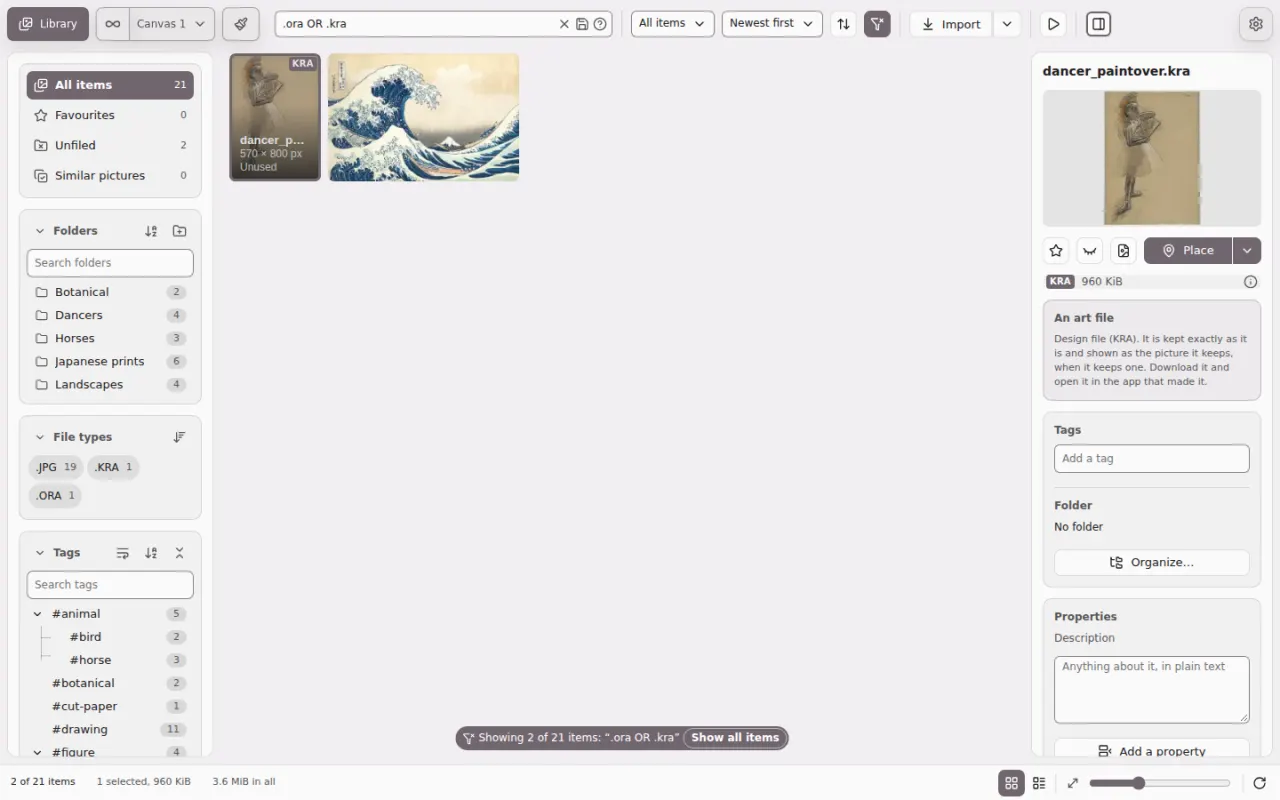 Library
Canvas 1
.ora OR .kra
All items
Newest first
Import
All items 21
Favourites 0
Unfiled 2
Similar pictures 0
Folders
Search folders
Botanical 2
Dancers 4
Horses 3
Japanese prints 6
Landscapes 4
File types
.JPG 19
.KRA 1
.ORA 1
Tags
Search tags
#animal 5
#bird 2
#horse 3
#botanical 2
#cut-paper 1
#drawing 11
#figure 4
KRA
dancer_p…
570 × 800 px
Unused
Showing 2 of 21 items: “.ora OR .kra” Show all items
dancer_paintover.kra
Place
KRA 960 KiB
An art file
Design file (KRA). It is kept exactly as it
is and shown as the picture it keeps,
when it keeps one. Download it and
open it in the app that made it.
Tags
Add a tag
Folder
No folder
Organize…
Properties
Description
Anything about it, in plain text
Add a property
2 of 21 items
1 selected, 960 KiB
3.6 MiB in all